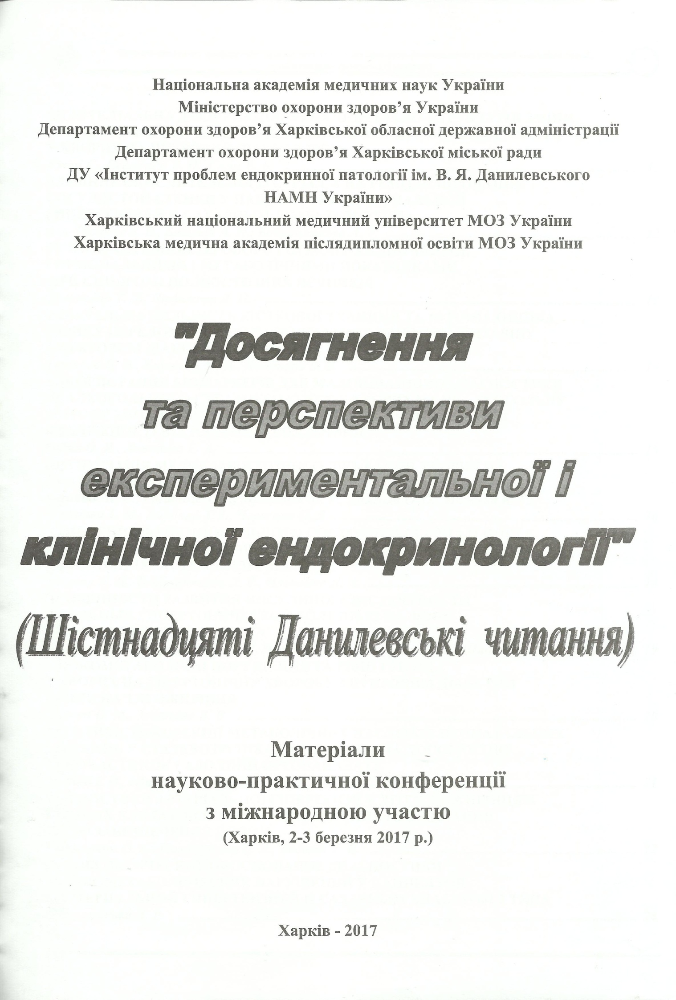 Національна академія медичних наук України
Міністерство охорони здоров’я України
Департамент охорони здоров’я Харківської обласної державної адміністрації
Департамент охорони здоров’я Харківської міської ради
ДУ «Інститут проблем ендокринної патології ім. В. Я. Данилевського
НАМН України»
Харківський національний медичний університет МОЗ України
Харківська медична академія післядипломної освіти МОЗ України
"Досягнення
та перспективи
експериментальної і
клінічної ендокринології"
(Шістнадцяті Данилевські читання)
Матеріали
науково-практичної конференції
з міжнародною участю
(Харків, 2-3 березня 2017 р.)
Харків - 2017